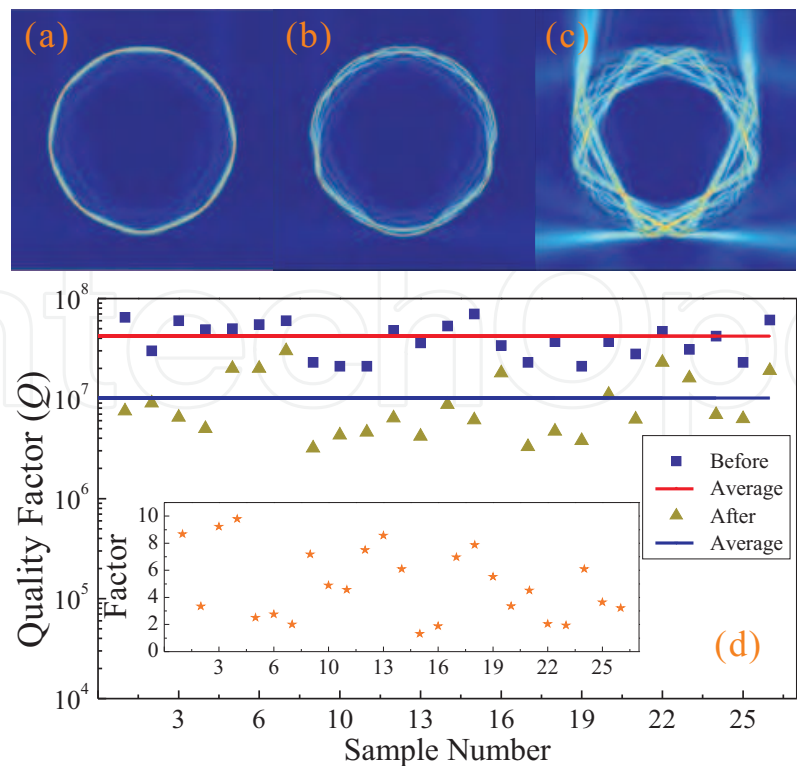 (a) (b) (c)
ntechOp
Quality Factor (Q)
10^8
10^7
10^6
10^5
10^4
Before
Average
After
Average
Factor
10
8
6
4
2
0
3 6 10 13 16 19 22 25
(d)
3 6 10 13 16 19 22 25
Sample Number